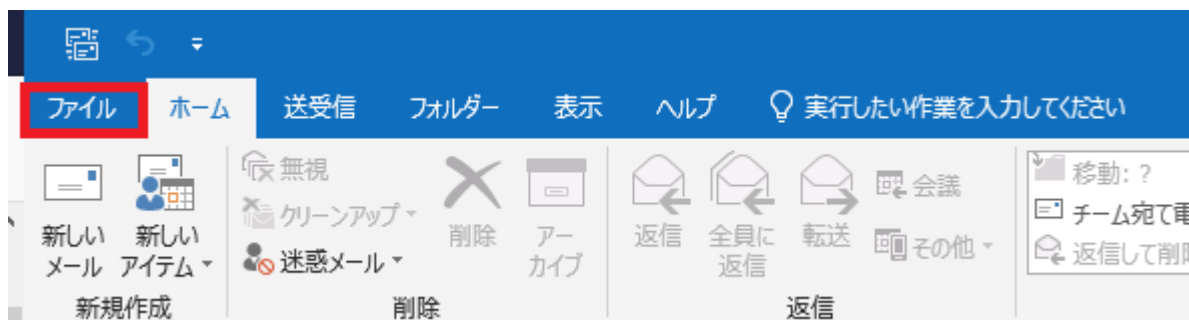 ファイル ホーム 送受信 フォルダー 表示 ヘルプ 実行したい作業を入力してください
新しい
メール
新しい
アイテム
新規作成
無視
クリーンアップ
迷惑メール
削除
アー
カイブ
削除
返信
全員に
返信
転送
会議
その他
返信
移動: ?
チーム宛て電
返信して削